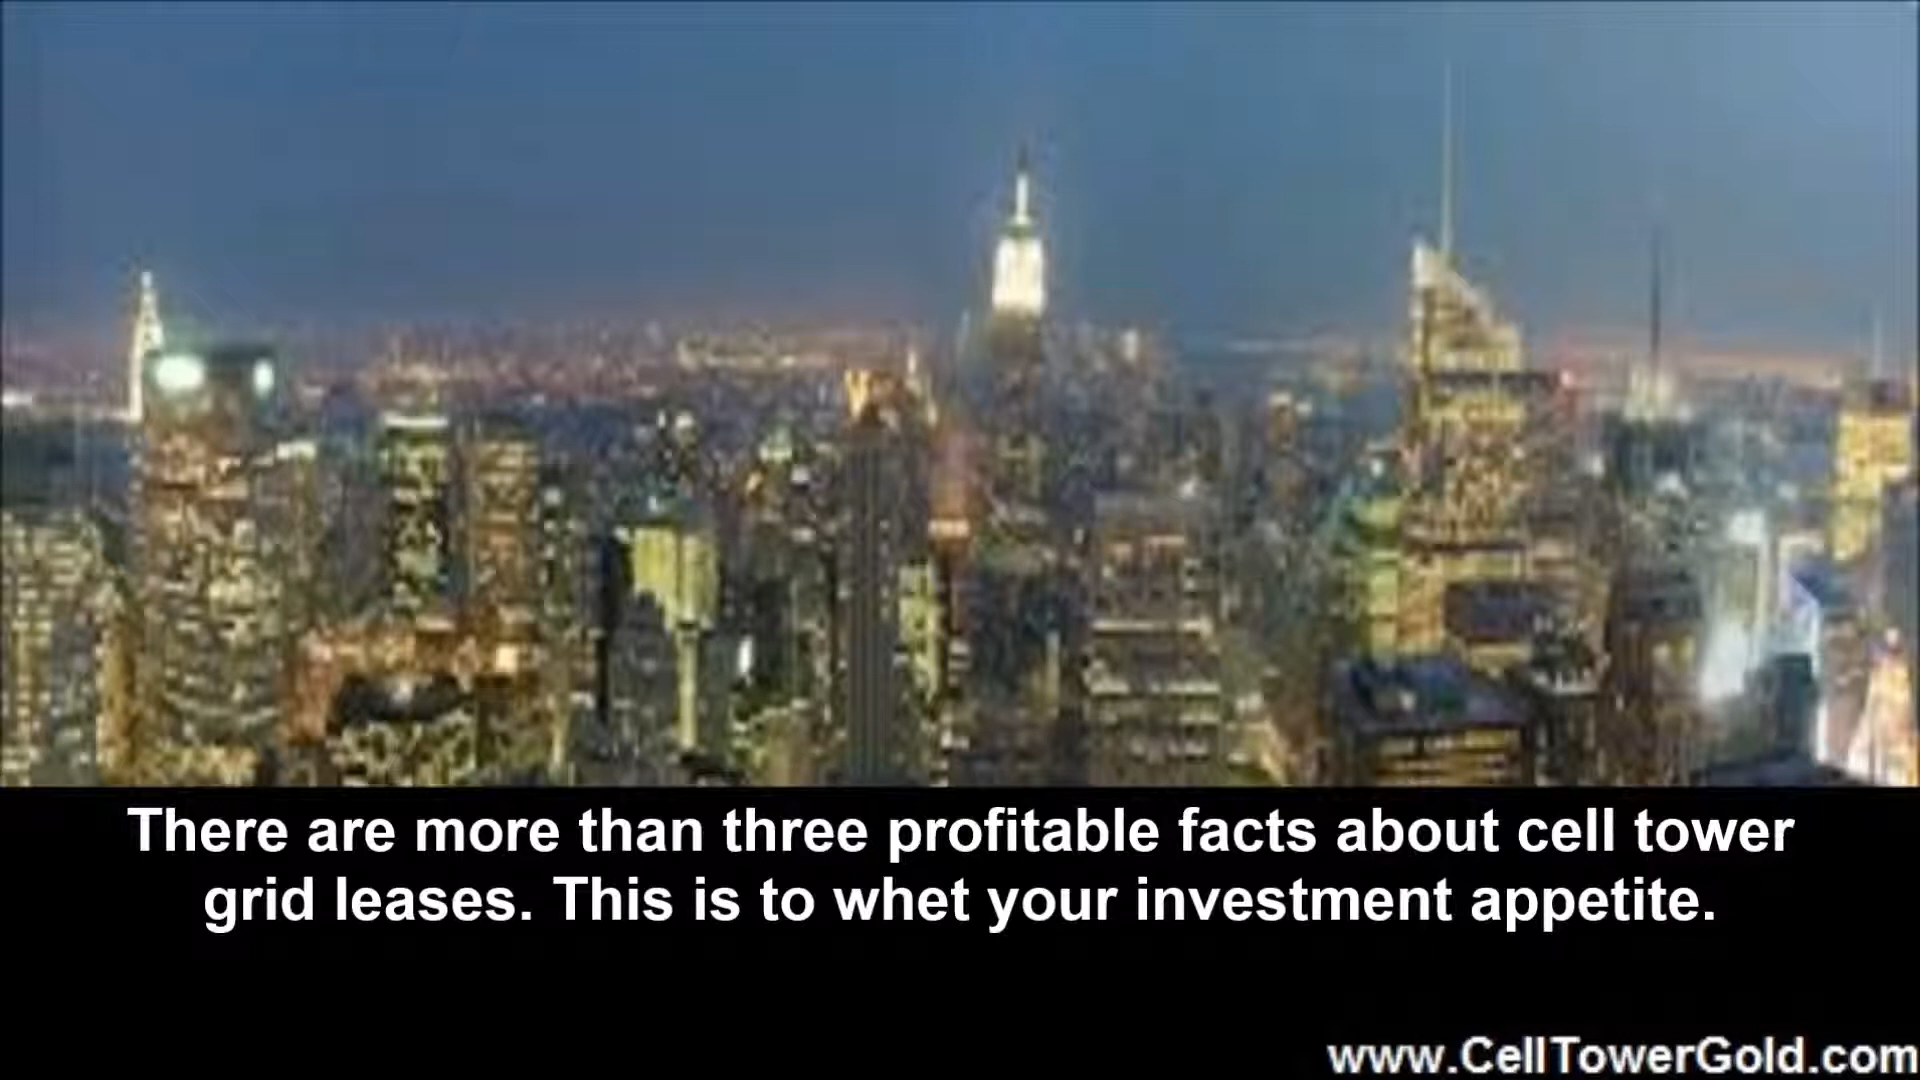 There are more than three profitable facts about cell tower
grid leases. This is to whet your investment appetite.
www.CellTowerGold.com